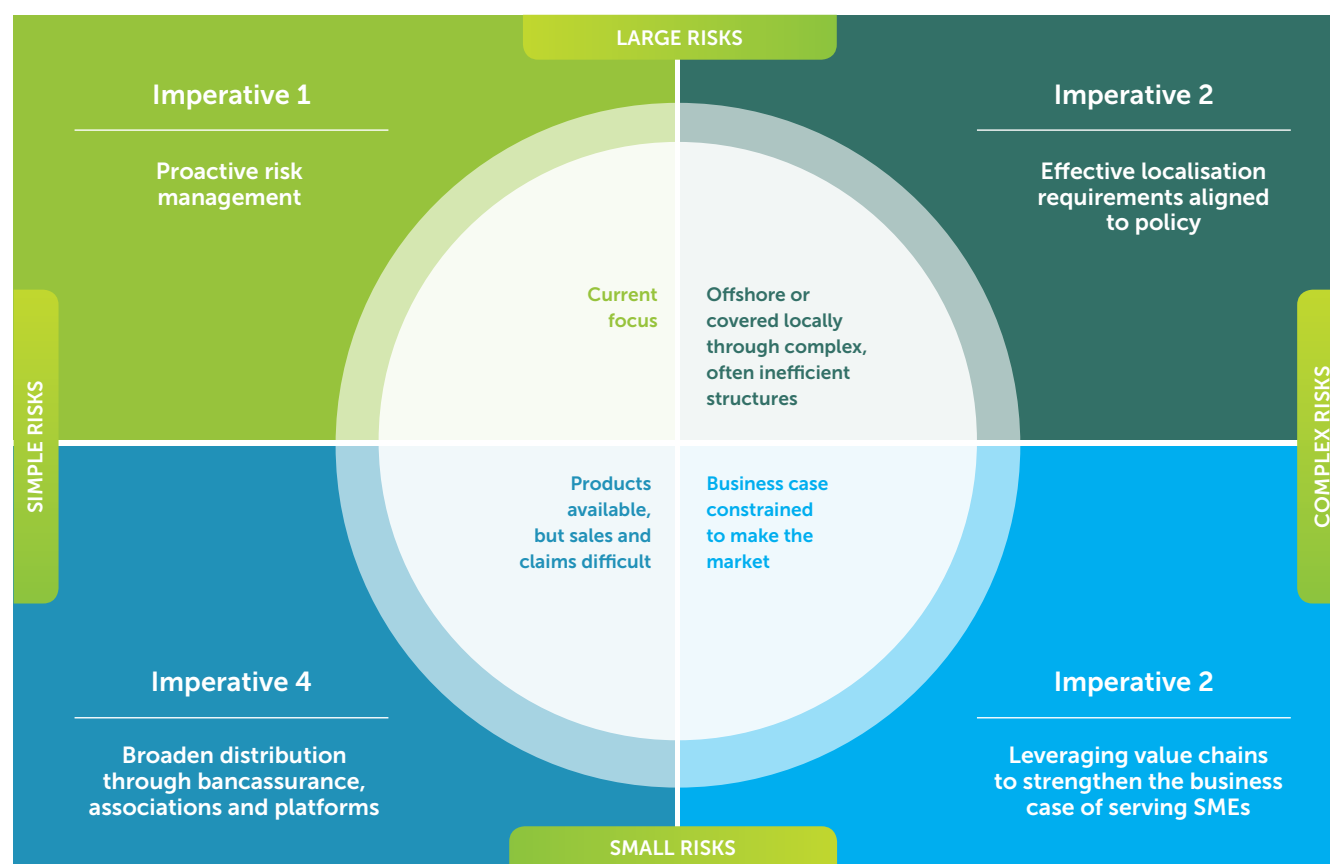 LARGE RISKS
Imperative 1
Proactive risk
management
Imperative 2
Effective localisation
requirements aligned
to policy
Current
focus
Offshore or
covered locally
through complex,
often inefficient
structures
SIMPLE RISKS
COMPLEX RISKS
Products
available,
but sales and
claims difficult
Business case
constrained
to make the
market
Imperative 4
Broaden distribution
through bancassurance,
associations and platforms
Imperative 2
Leveraging value chains
to strengthen the business
case of serving SMEs
SMALL RISKS